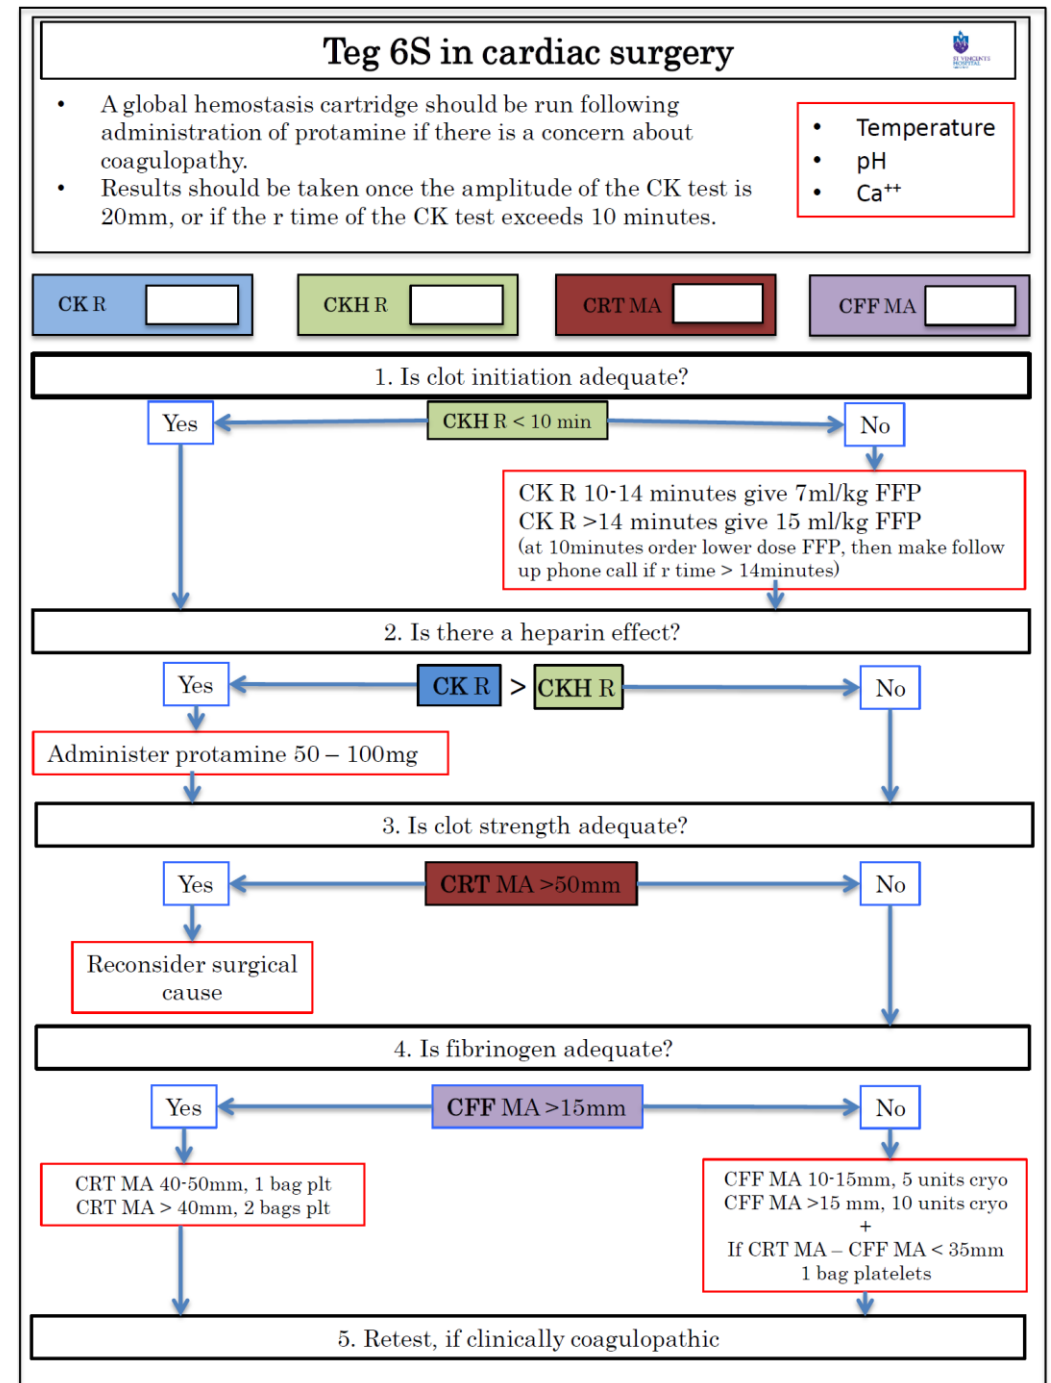 Teg 6S in cardiac surgery
ST VINCENTS
HOSPITAL
• A global hemostasis cartridge should be run following
administration of protamine if there is a concern about
coagulopathy.
• Results should be taken once the amplitude of the CK test is
20mm, or if the r time of the CK test exceeds 10 minutes.
• Temperature
• pH
• Ca⁺⁺
CK R
CKH R
CRT MA
CFF MA
1. Is clot initiation adequate?
Yes
CKH R < 10 min
No
CK R 10-14 minutes give 7ml/kg FFP
CK R >14 minutes give 15 ml/kg FFP
(at 10minutes order lower dose FFP, then make follow
up phone call if r time > 14minutes)
2. Is there a heparin effect?
Yes
CK R > CKH R
No
Administer protamine 50 – 100mg
3. Is clot strength adequate?
Yes
CRT MA >50mm
No
Reconsider surgical
cause
4. Is fibrinogen adequate?
Yes
CFF MA >15mm
No
CRT MA 40-50mm, 1 bag plt
CRT MA > 40mm, 2 bags plt
CFF MA 10-15mm, 5 units cryo
CFF MA >15 mm, 10 units cryo
+
If CRT MA – CFF MA < 35mm
1 bag platelets
5. Retest, if clinically coagulopathic